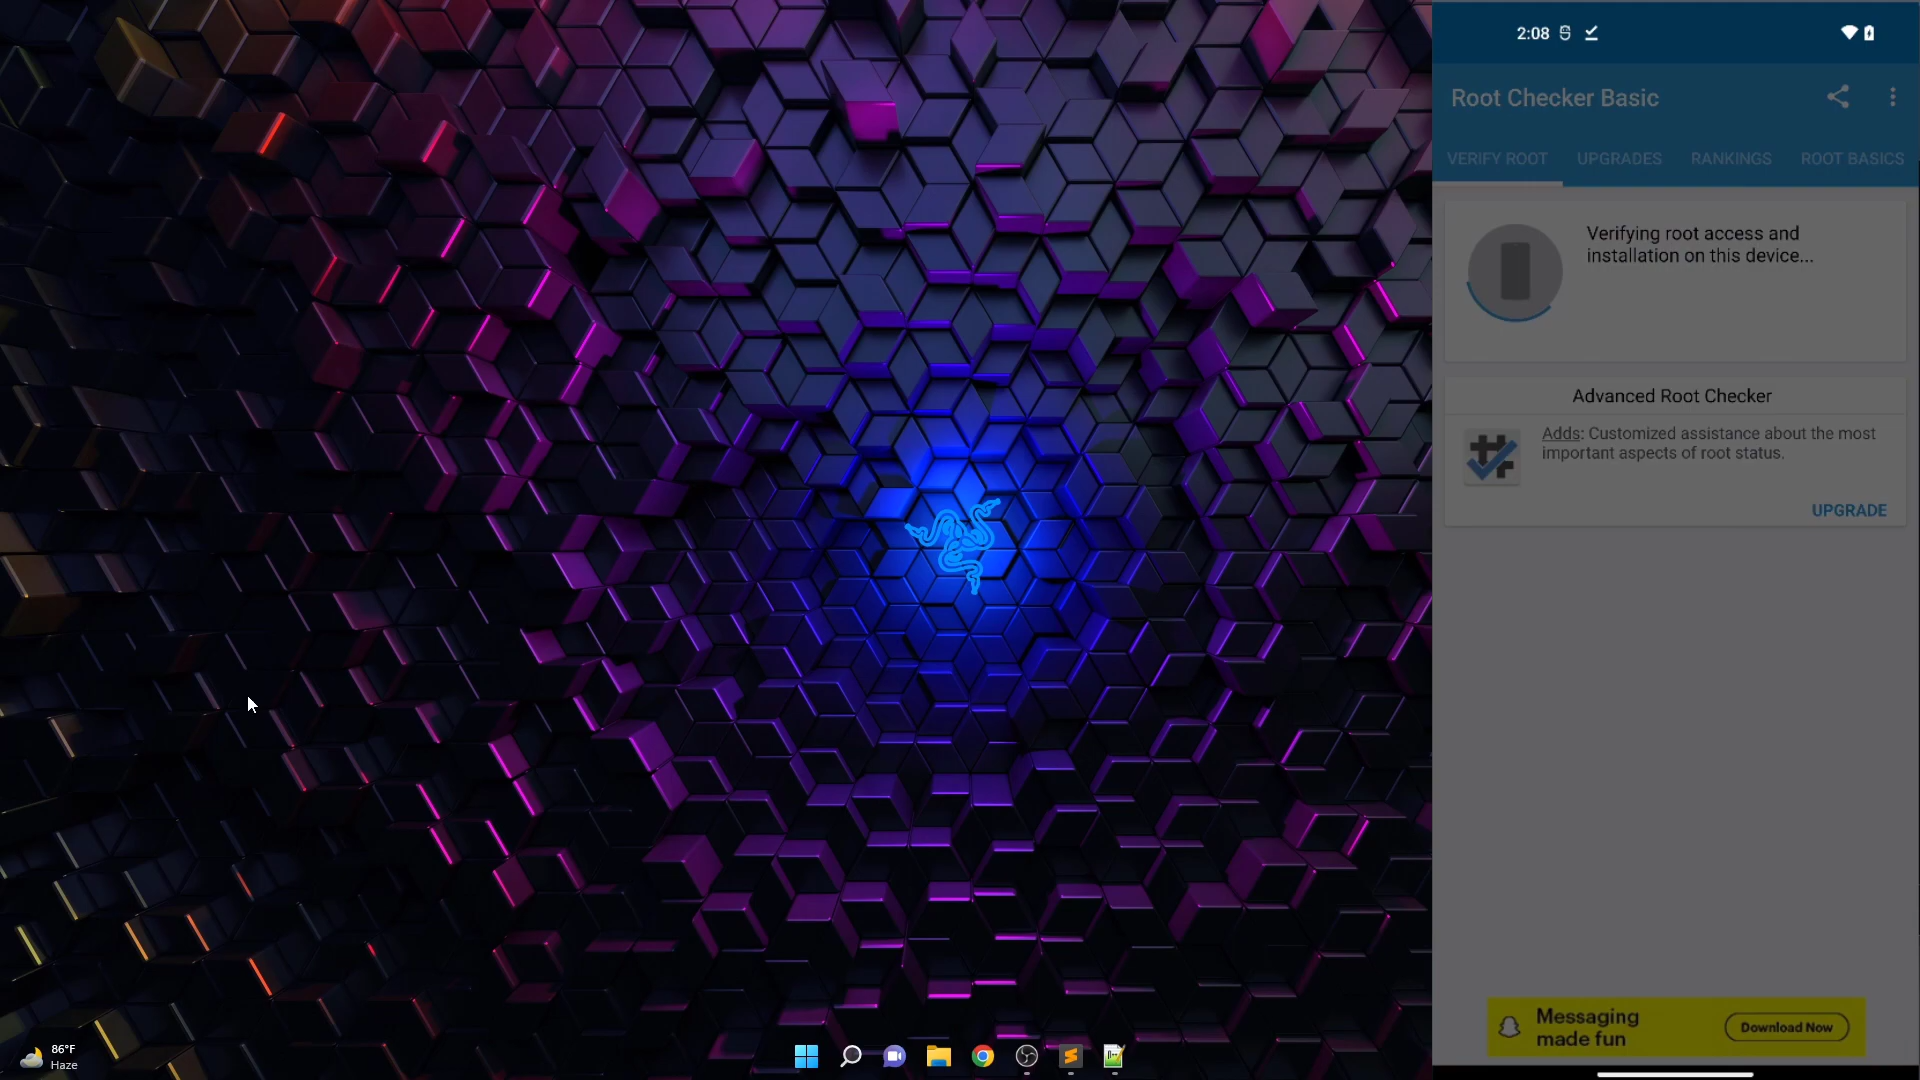 2:08
Root Checker Basic
VERIFY ROOT UPGRADES RANKINGS ROOT BASICS
Verifying root access and
installation on this device...
Advanced Root Checker
Adds: Customized assistance about the most
important aspects of root status.
UPGRADE
Messaging
made fun
Download Now
86°F
Haze